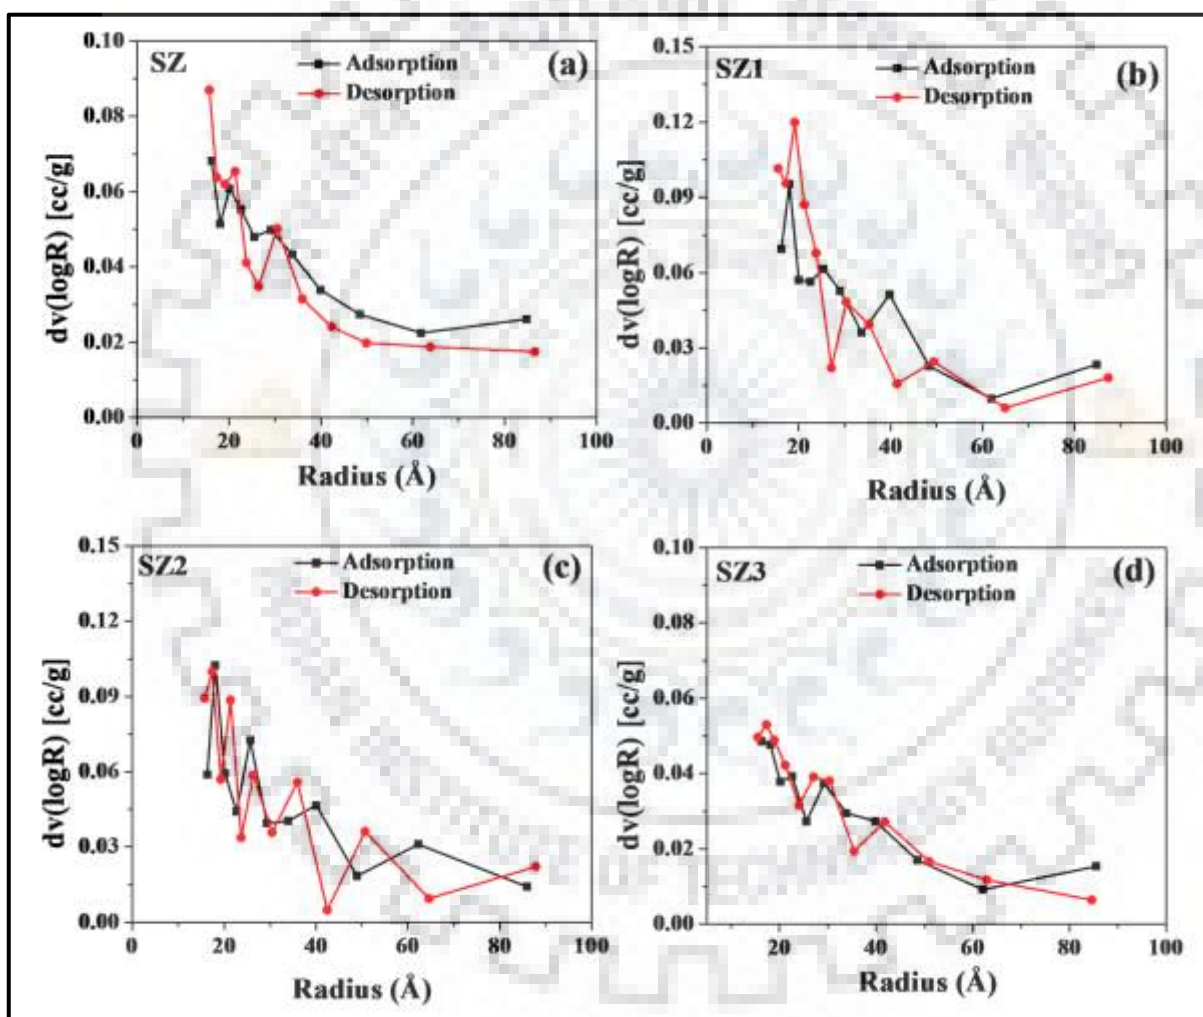 SZ
Adsorption
Desorption
(a)
dv(logR) [cc/g]
0.10
0.08
0.06
0.04
0.02
0.00
0 20 40 60 80 100
Radius (Å)
SZ1
Adsorption
Desorption
(b)
dv(logR) [cc/g]
0.15
0.12
0.09
0.06
0.03
0.00
0 20 40 60 80 100
Radius (Å)
SZ2
Adsorption
Desorption
(c)
dv(logR) [cc/g]
0.15
0.12
0.09
0.06
0.03
0.00
0 20 40 60 80 100
Radius (Å)
SZ3
Adsorption
Desorption
(d)
dv(logR) [cc/g]
0.10
0.08
0.06
0.04
0.02
0.00
20 40 60 80 100
Radius (Å)